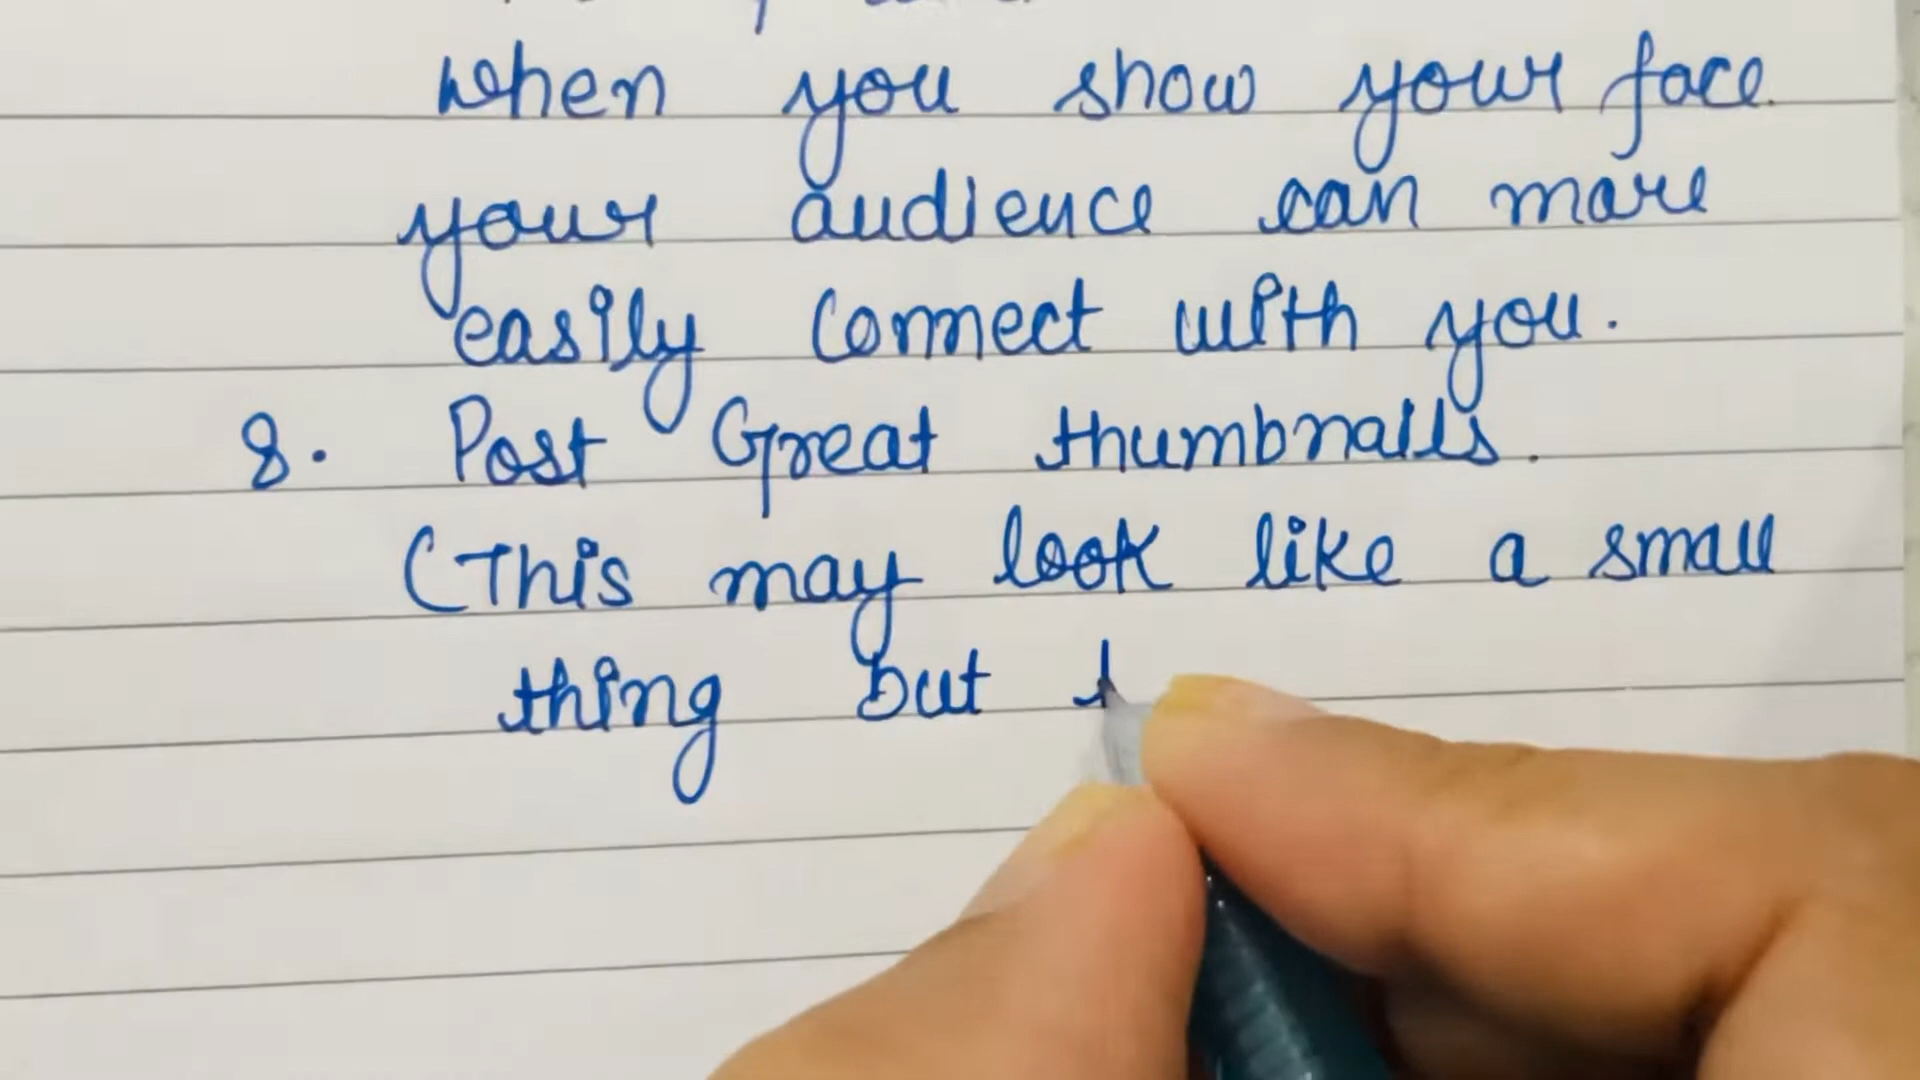 when you show your face
your audience can more
easily connect with you.
8. Post Great thumbnails.
(This may look like a small
thing but